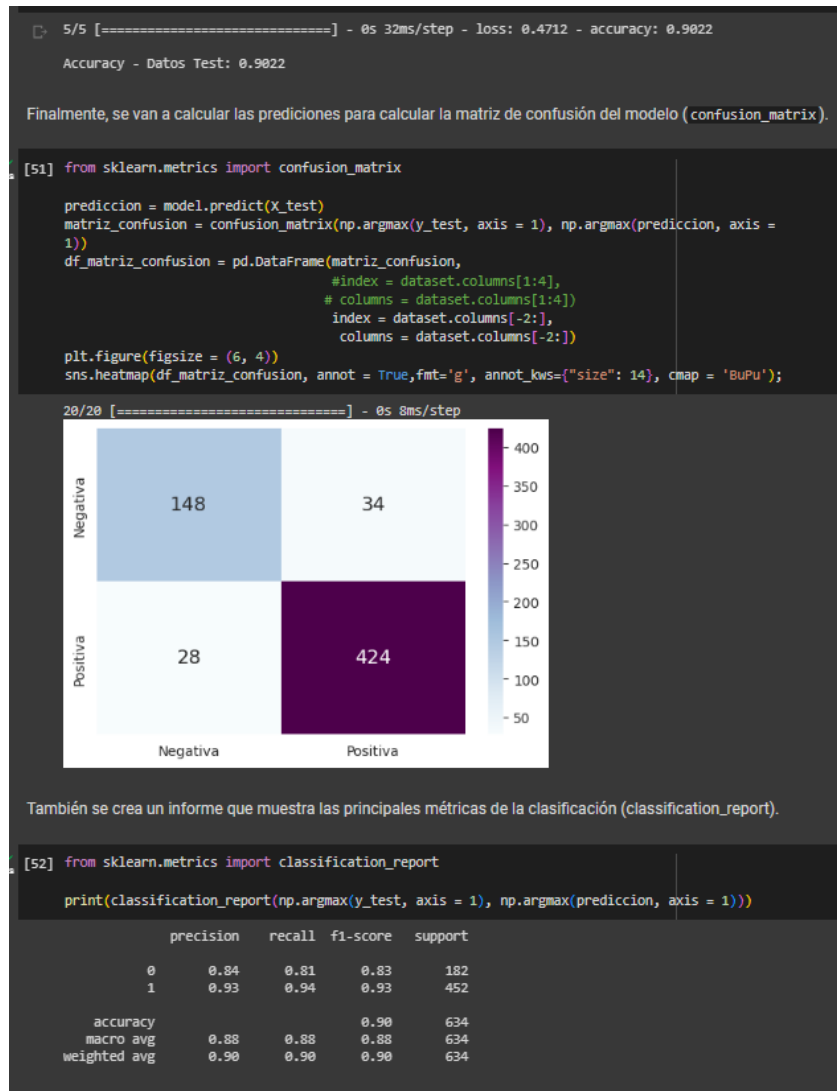 5/5 [==============================] - 0s 32ms/step - loss: 0.4712 - accuracy: 0.9022
Accuracy - Datos Test: 0.9022
Finalmente, se van a calcular las prediciones para calcular la matriz de confusión del modelo (confusion_matrix).
[51] from sklearn.metrics import confusion_matrix
prediccion = model.predict(X_test)
matriz_confusion = confusion_matrix(np.argmax(y_test, axis = 1), np.argmax(prediccion, axis =
1))
df_matriz_confusion = pd.DataFrame(matriz_confusion,
#index = dataset.columns[1:4],
# columns = dataset.columns[1:4])
index = dataset.columns[-2:],
columns = dataset.columns[-2:])
plt.figure(figsize = (6, 4))
sns.heatmap(df_matriz_confusion, annot = True,fmt='g', annot_kws={"size": 14}, cmap = 'BuPu');
20/20 [==============================] - 0s 8ms/step
Negativa
148 34
Positiva
28 424
Negativa Positiva
400
350
300
250
200
150
100
50
También se crea un informe que muestra las principales métricas de la clasificación (classification_report).
[52] from sklearn.metrics import classification_report
print(classification_report(np.argmax(y_test, axis = 1), np.argmax(prediccion, axis = 1)))
precision recall f1-score support
0 0.84 0.81 0.83 182
1 0.93 0.94 0.93 452
accuracy 0.90 634
macro avg 0.88 0.88 0.88 634
weighted avg 0.90 0.90 0.90 634